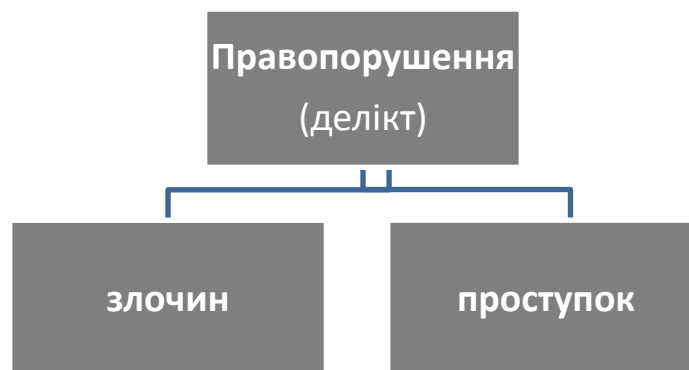 Правопорушення
(делікт)
злочин
проступок